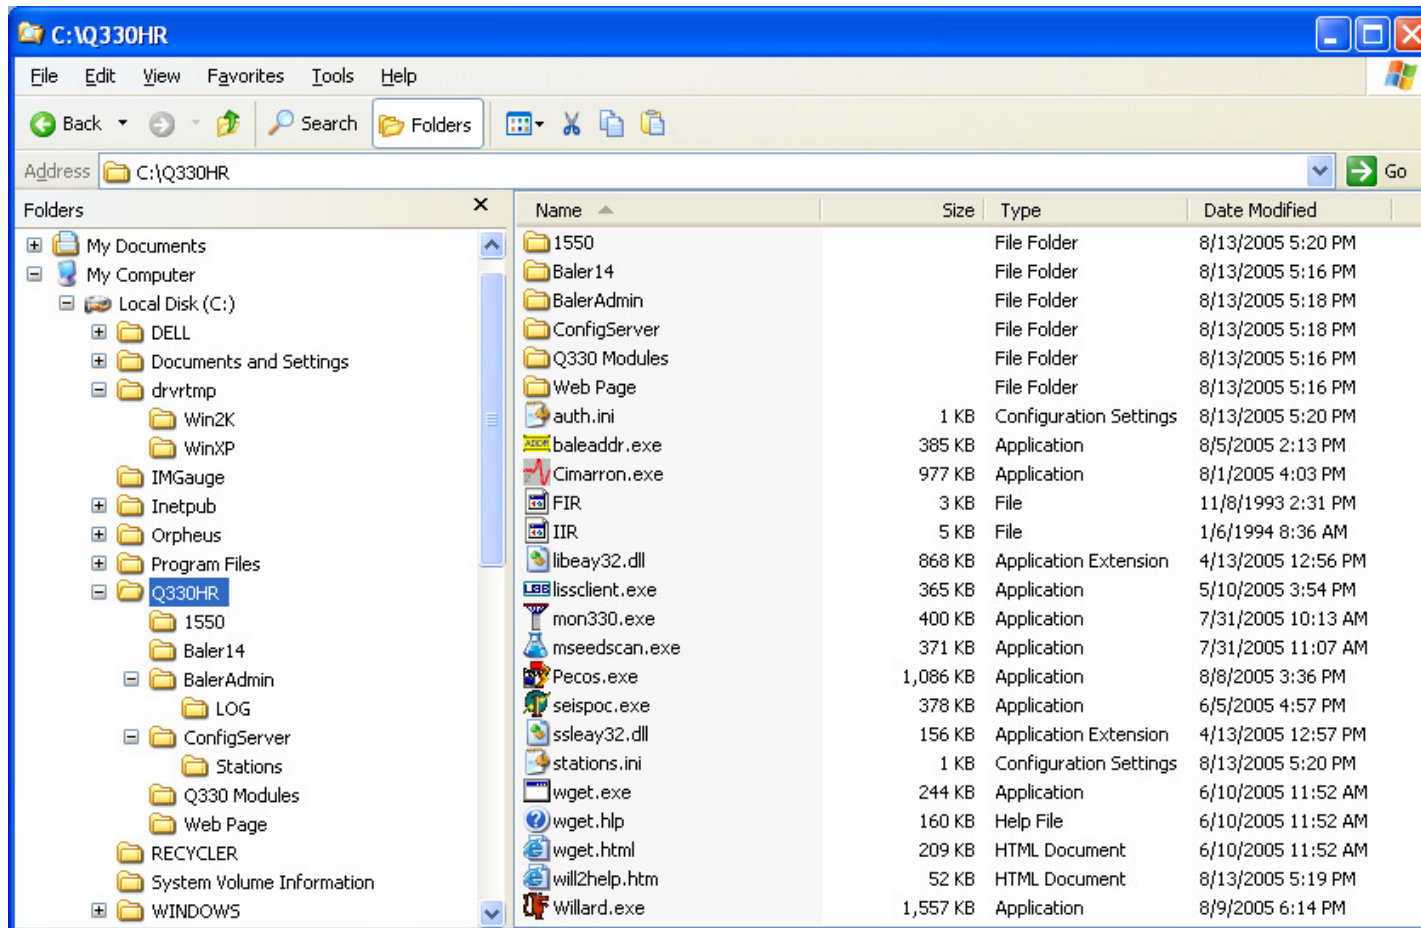 C:\Q330HR
File Edit View Favorites Tools Help
Back Search Folders
Address C:\Q330HR Go
Folders
My Documents
My Computer
Local Disk (C:)
DELL
Documents and Settings
drvrtmp
Win2K
WinXP
IMGauge
Inetpub
Orpheus
Program Files
Q330HR
1550
Baler14
BalerAdmin
LOG
ConfigServer
Stations
Q330 Modules
Web Page
RECYCLER
System Volume Information
WINDOWS
Name Size Type Date Modified
1550 File Folder 8/13/2005 5:20 PM
Baler14 File Folder 8/13/2005 5:16 PM
BalerAdmin File Folder 8/13/2005 5:18 PM
ConfigServer File Folder 8/13/2005 5:18 PM
Q330 Modules File Folder 8/13/2005 5:16 PM
Web Page File Folder 8/13/2005 5:16 PM
auth.ini 1 KB Configuration Settings 8/13/2005 5:20 PM
baleaddr.exe 385 KB Application 8/5/2005 2:13 PM
Cimarron.exe 977 KB Application 8/1/2005 4:03 PM
FIR 3 KB File 11/8/1993 2:31 PM
IIR 5 KB File 1/6/1994 8:36 AM
libeay32.dll 868 KB Application Extension 4/13/2005 12:56 PM
lissclient.exe 365 KB Application 5/10/2005 3:54 PM
mon330.exe 400 KB Application 7/31/2005 10:13 AM
mseedscan.exe 371 KB Application 7/31/2005 11:07 AM
Pecos.exe 1,086 KB Application 8/8/2005 3:36 PM
seispoc.exe 378 KB Application 6/5/2005 4:57 PM
ssleay32.dll 156 KB Application Extension 4/13/2005 12:57 PM
stations.ini 1 KB Configuration Settings 8/13/2005 5:20 PM
wget.exe 244 KB Application 6/10/2005 11:52 AM
wget.hlp 160 KB Help File 6/10/2005 11:52 AM
wget.html 209 KB HTML Document 6/10/2005 11:52 AM
will2help.htm 52 KB HTML Document 8/13/2005 5:19 PM
Willard.exe 1,557 KB Application 8/9/2005 6:14 PM